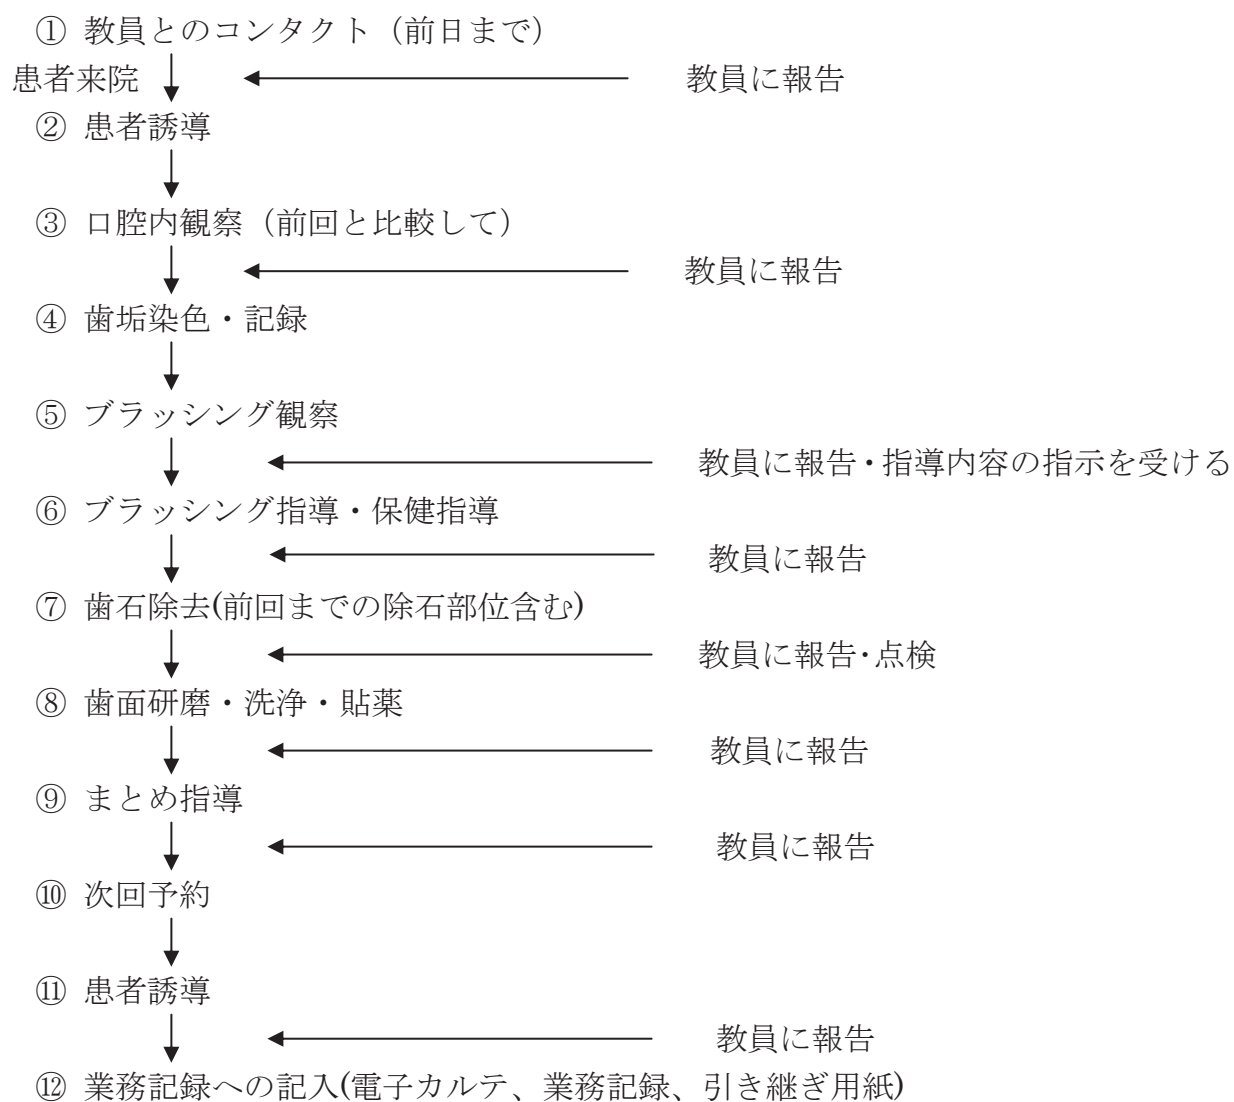 ① 教員とのコンタクト（前日まで）
患者来院 教員に報告
② 患者誘導
③ 口腔内観察（前回と比較して）
教員に報告
④ 歯垢染色・記録
⑤ ブラッシング観察
教員に報告・指導内容の指示を受ける
⑥ ブラッシング指導・保健指導
教員に報告
⑦ 歯石除去(前回までの除石部位含む)
教員に報告・点検
⑧ 歯面研磨・洗浄・貼薬
教員に報告
⑨ まとめ指導
教員に報告
⑩ 次回予約
⑪ 患者誘導
教員に報告
⑫ 業務記録への記入(電子カルテ、業務記録、引き継ぎ用紙)